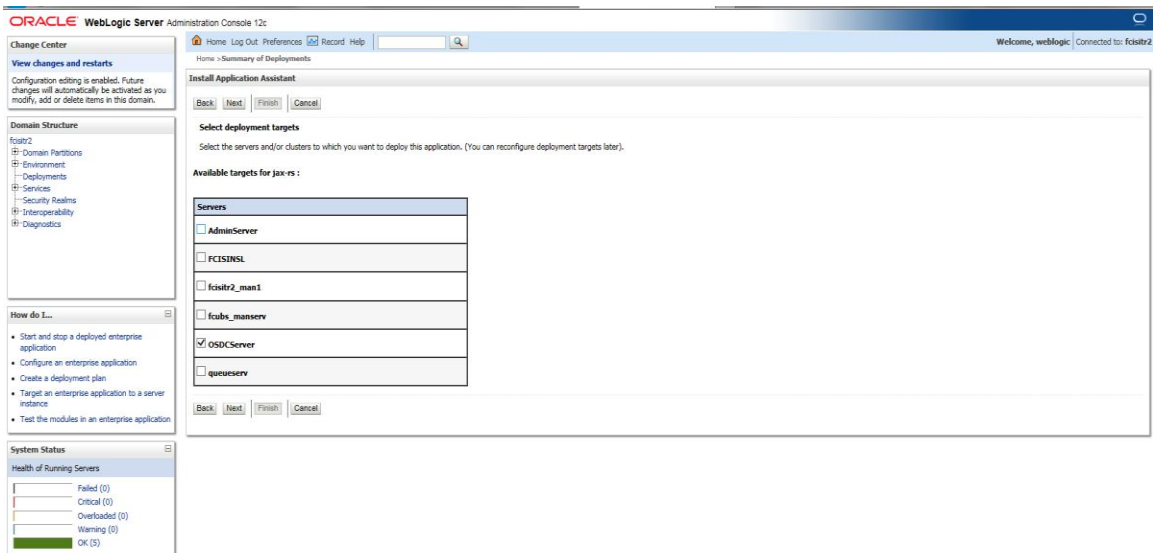 ORACLE WebLogic Server Administration Console 12c
Change Center
View changes and restarts
Configuration editing is enabled. Future
changes will automatically be activated as you
modify, add or delete items in this domain.
Domain Structure
fcisitr2
Domain Partitions
Environment
Deployments
Services
Security Realms
Interoperability
Diagnostics
How do I...
Start and stop a deployed enterprise
application
Configure an enterprise application
Create a deployment plan
Target an enterprise application to a server
instance
Test the modules in an enterprise application
System Status
Health of Running Servers
Failed (0)
Critical (0)
Overloaded (0)
Warning (0)
OK (5)
Home Log Out Preferences Record Help
Welcome, weblogic Connected to: fcisitr2
Home >Summary of Deployments
Install Application Assistant
Back Next Finish Cancel
Select deployment targets
Select the servers and/or clusters to which you want to deploy this application. (You can reconfigure deployment targets later).
Available targets for jax-rs :
Servers
AdminServer
FCISINSL
fcisitr2_man1
fcubs_manserv
OSDCServer
queueserv
Back Next Finish Cancel